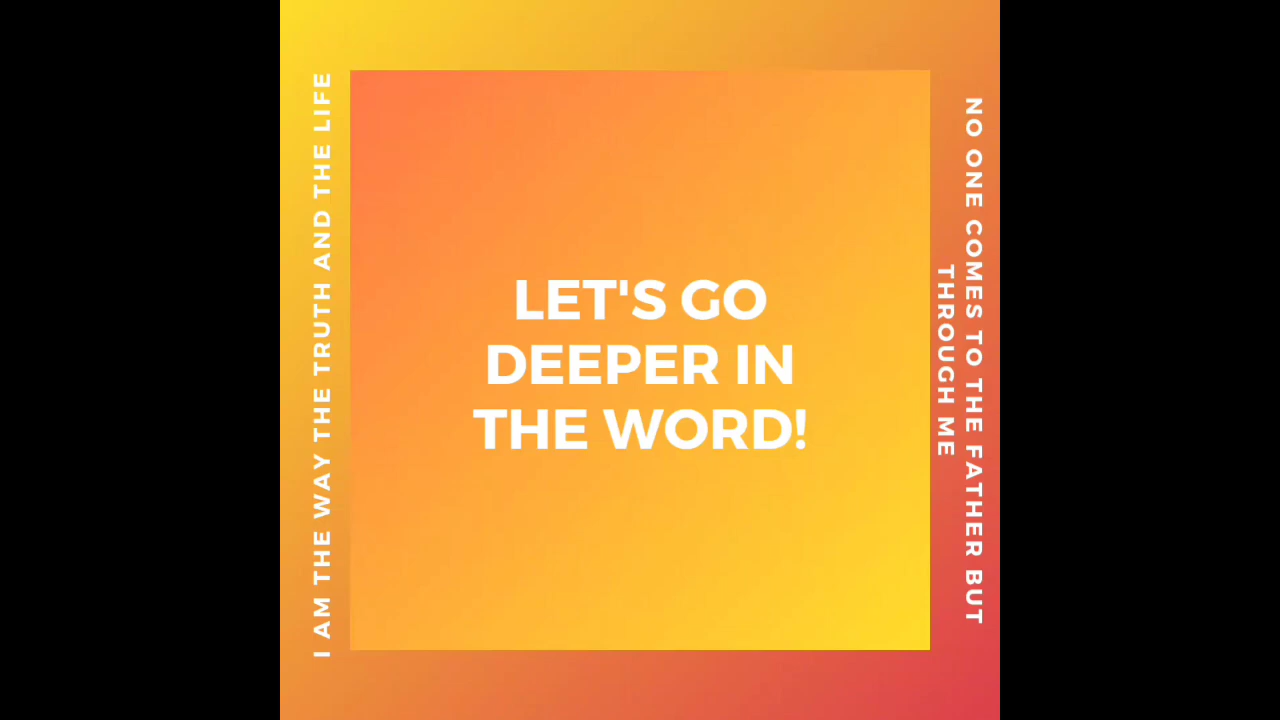 I AM THE WAY THE TRUTH AND THE LIFE
LET'S GO
DEEPER IN
THE WORD!
NO ONE COMES TO THE FATHER BUT
THROUGH ME